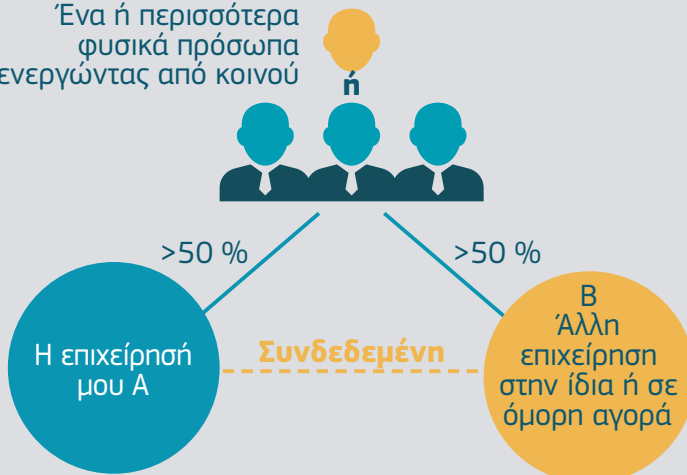 Ένα ή περισσότερα
φυσικά πρόσωπα
ενεργώντας από κοινού
ή
>50 %
>50 %
Η επιχείρησή
μου Α
Συνδεδεμένη
Β
Άλλη
επιχείρηση
στην ίδια ή σε
όμορη αγορά